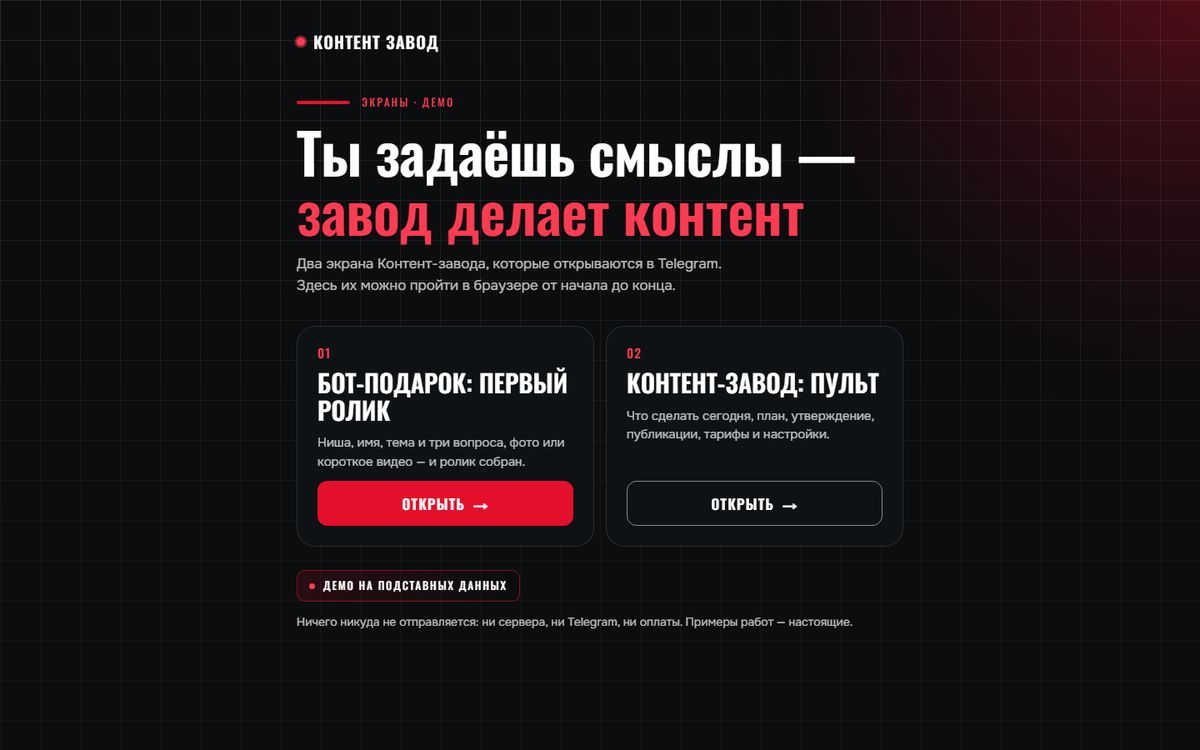 КОНТЕНТ ЗАВОД
ЭКРАНЫ · ДЕМО
Ты задаёшь смыслы —
завод делает контент
Два экрана Контент-завода, которые открываются в Telegram.
Здесь их можно пройти в браузере от начала до конца.
01
БОТ-ПОДАРОК: ПЕРВЫЙ
РОЛИК
Ниша, имя, тема и три вопроса, фото или
короткое видео — и ролик собран.
ОТКРЫТЬ →
02
КОНТЕНТ-ЗАВОД: ПУЛЬТ
Что сделать сегодня, план, утверждение,
публикации, тарифы и настройки.
ОТКРЫТЬ →
ДЕМО НА ПОДСТАВНЫХ ДАННЫХ
Ничего никуда не отправляется: ни сервера, ни Telegram, ни оплаты. Примеры работ — настоящие.